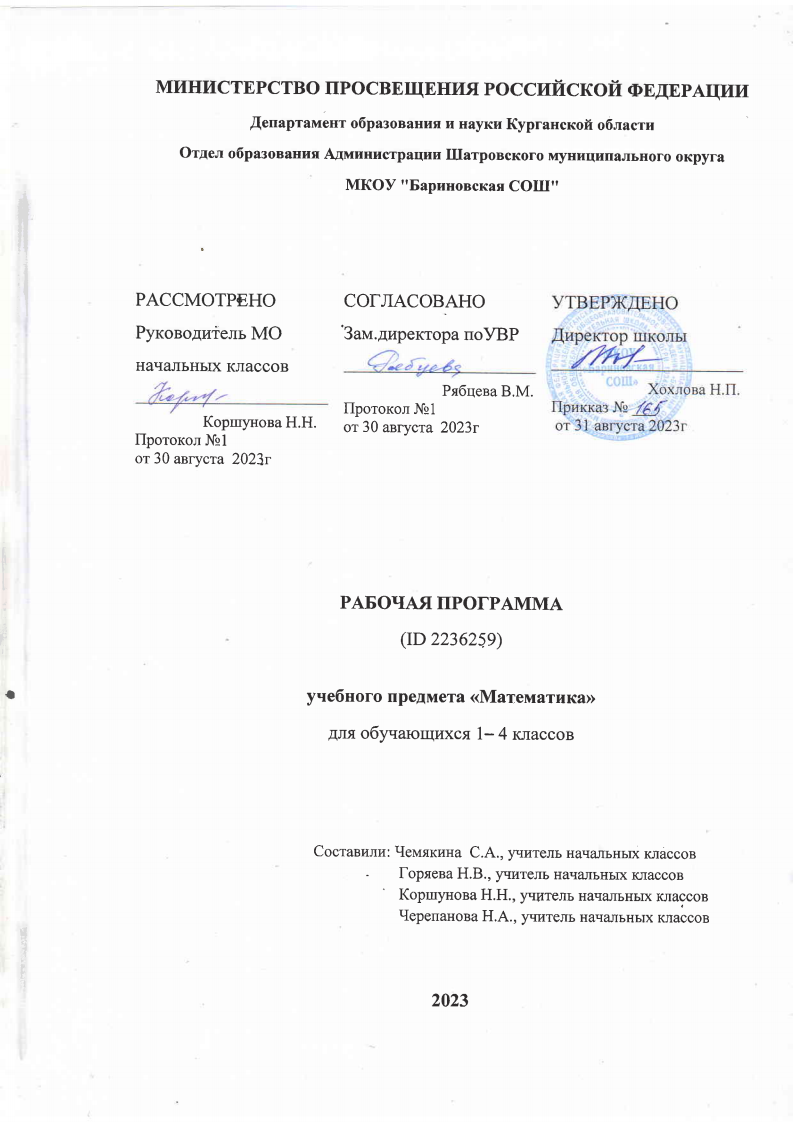 МИНИСТЕРСТВО ПРОСВЕЩЕНИЯ РОССИЙСКОЙ ФЕДЕРАЦИИ
Департамент образования и науки Курганской области
Отдел образования Администрации Шатровского муниципального округа
МКОУ "Бариновская СОШ"
РАССМОТРЕНО
Руководитель МО
начальных классов
Коршунова Н.Н.
Протокол №1
от 30 августа 2023г
СОГЛАСОВАНО
Зам.директора поУВР
Рябцева
Рябцева В.М.
Протокол №1
от 30 августа 2023г
УТВЕРЖДЕНО
Директор школы
Хохлова Н.П.
Прикказ № 165
от 31 августа 2023г
РАБОЧАЯ ПРОГРАММА
(ID 2236259)
учебного предмета «Математика»
для обучающихся 1– 4 классов
Составили: Чемякина С.А., учитель начальных классов
Горяева Н.В., учитель начальных классов
Коршунова Н.Н., учитель начальных классов
Черепанова Н.А., учитель начальных классов
2023